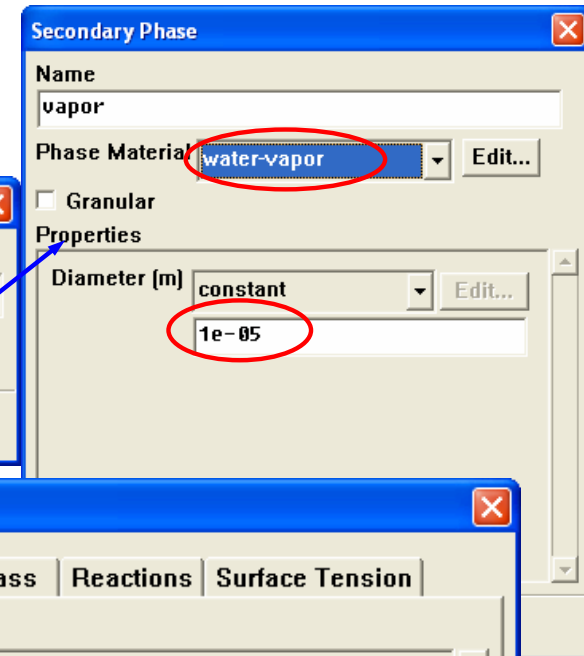 Secondary Phase
Name
vapor
Phase Material water-vapor Edit...
Granular
Properties
Diameter (m) constant Edit...
1e-05
Reactions Surface Tension